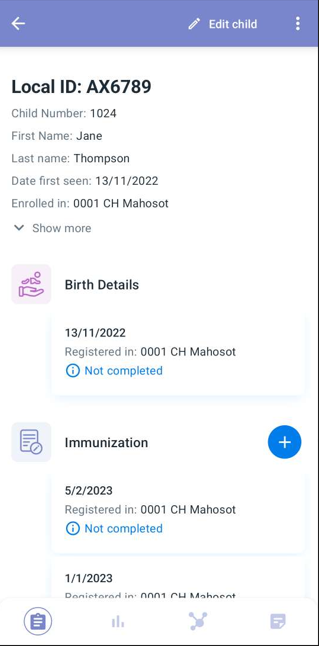 Edit child
Local ID: AX6789
Child Number: 1024
First Name: Jane
Last name: Thompson
Date first seen: 13/11/2022
Enrolled in: 0001 CH Mahosot
Show more
Birth Details
13/11/2022
Registered in: 0001 CH Mahosot
Not completed
Immunization
5/2/2023
Registered in: 0001 CH Mahosot
Not completed
1/1/2023
Registered in: 0001 CH Mahosot